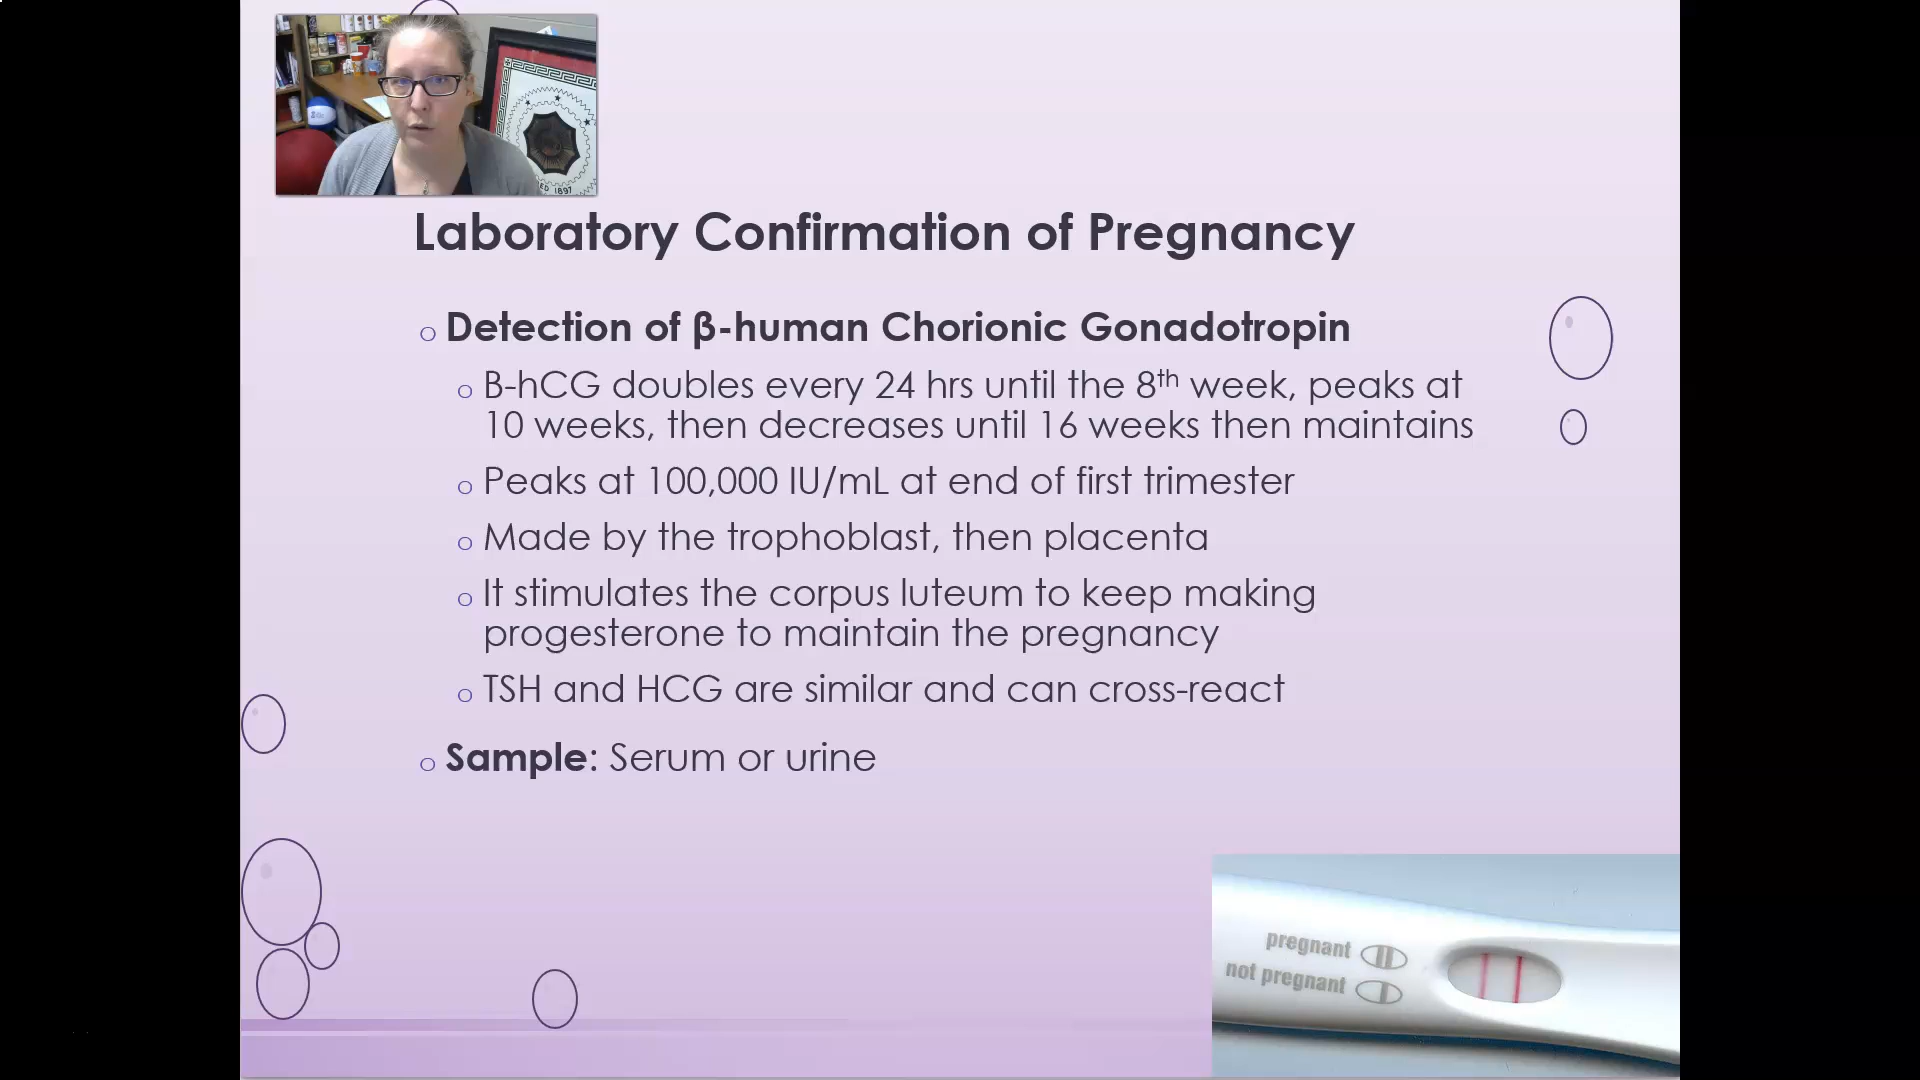 ED 1897
Laboratory Confirmation of Pregnancy
Detection of β-human Chorionic Gonadotropin
B-hCG doubles every 24 hrs until the 8th week, peaks at
10 weeks, then decreases until 16 weeks then maintains
Peaks at 100,000 IU/mL at end of first trimester
Made by the trophoblast, then placenta
It stimulates the corpus luteum to keep making
progesterone to maintain the pregnancy
TSH and HCG are similar and can cross-react
Sample: Serum or urine
pregnant
not pregnant